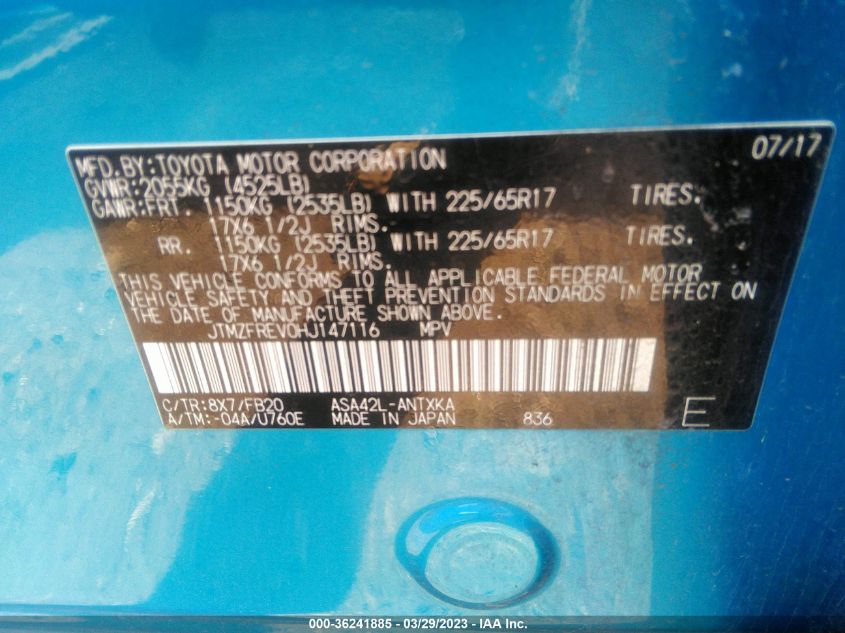 MFD.BY:TOYOTA MOTOR CORPORATION 07/17
GVWR:2055KG (4525LB)
GAWR:FRT. 1150KG (2535LB) WITH 225/65R17 TIRES.
17X6 1/2J RIMS.
RR. 1150KG (2535LB) WITH 225/65R17 TIRES.
17X6 1/2J RIMS.
THIS VEHICLE CONFORMS TO ALL APPLICABLE FEDERAL MOTOR
VEHICLE SAFETY AND THEFT PREVENTION STANDARDS IN EFFECT ON
THE DATE OF MANUFACTURE SHOWN ABOVE.
JTMZFREV0HJ147116 MPV
C/TR:8X7/FB20 ASA42L-ANTXKA
A/TM:-04A/U760E MADE IN JAPAN 836 E
000-36241885 - 03/29/2023 - IAA, Inc.